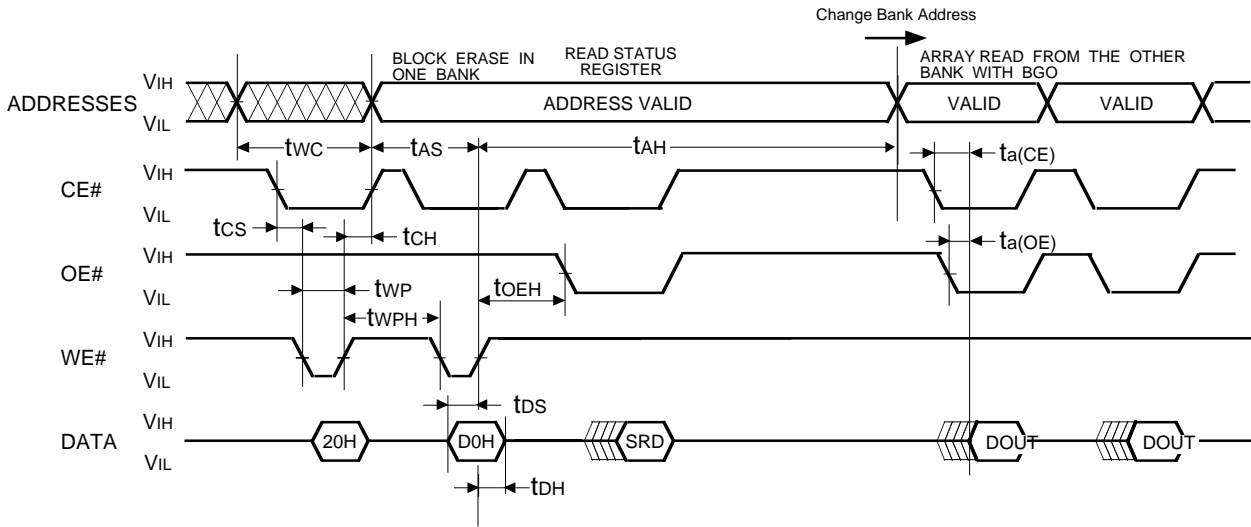 Change Bank Address
BLOCK ERASE IN
ONE BANK
READ STATUS
REGISTER
ARRAY READ FROM THE OTHER
BANK WITH BGO
ADDRESSES
VIH
VIL
ADDRESS VALID
VALID
VALID
tWC
tAS
tAH
ta(CE)
CE#
VIH
VIL
tCS
tCH
ta(OE)
OE#
VIH
VIL
tWP
tOEH
tWPH
WE#
VIH
VIL
tDS
DATA
VIH
VIL
20H
D0H
SRD
DOUT
DOUT
tDH